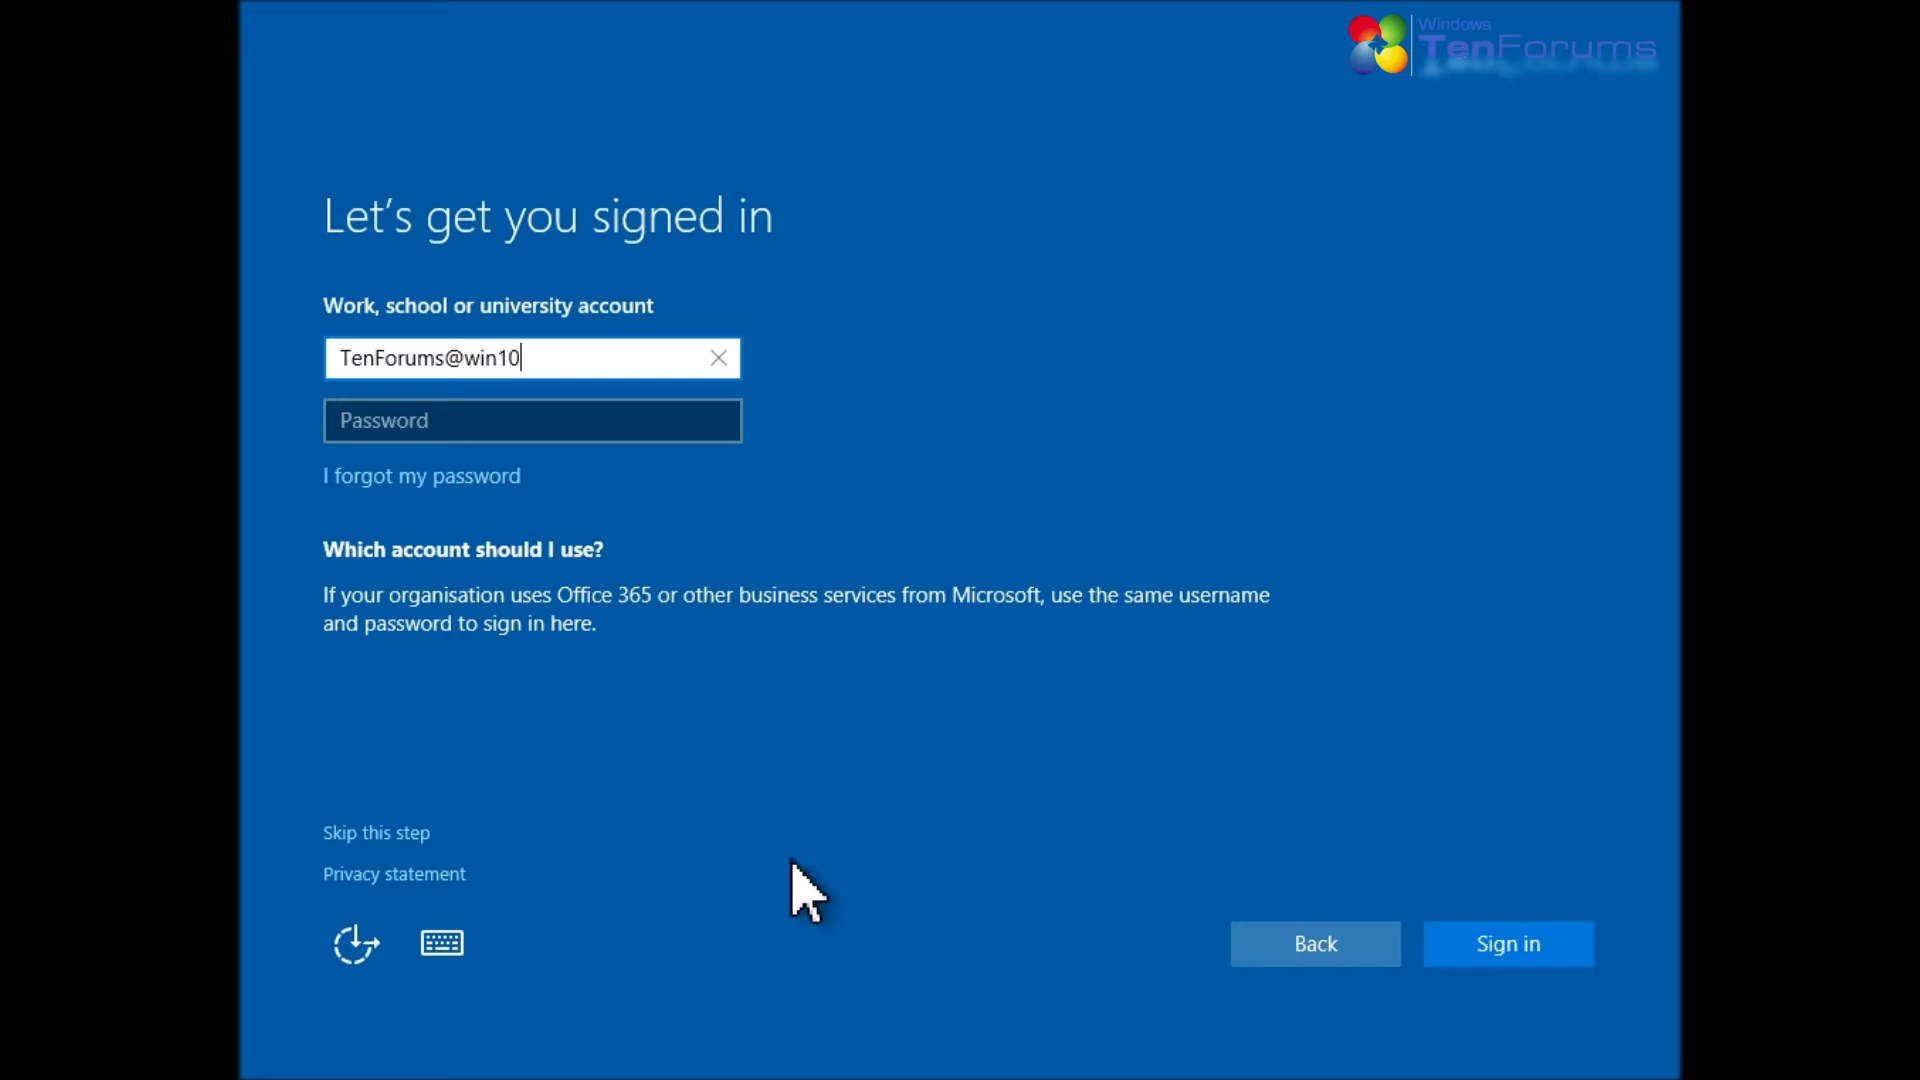 Windows
TenForums
Let's get you signed in
Work, school or university account
TenForums@win10
Password
I forgot my password
Which account should I use?
If your organisation uses Office 365 or other business services from Microsoft, use the same username
and password to sign in here.
Skip this step
Privacy statement
Back
Sign in